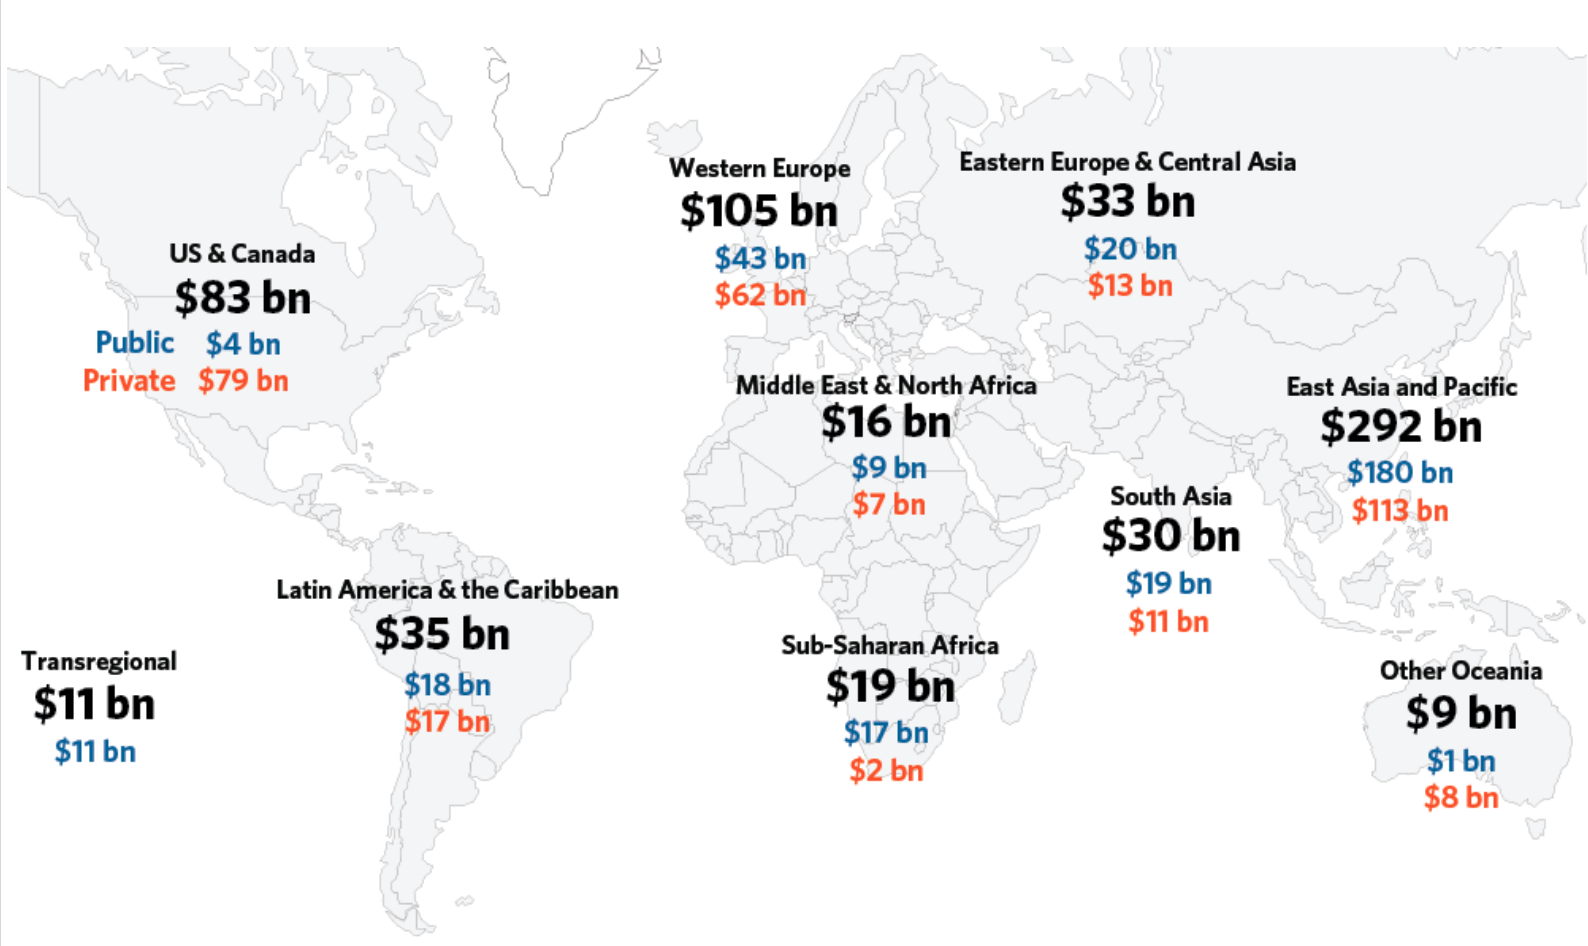 Western Europe
$105 bn
$43 bn
$62 bn
Eastern Europe & Central Asia
$33 bn
$20 bn
$13 bn
US & Canada
$83 bn
Public $4 bn
Private $79 bn
Middle East & North Africa
$16 bn
$9 bn
$7 bn
East Asia and Pacific
$292 bn
$180 bn
$113 bn
South Asia
$30 bn
$19 bn
$11 bn
Latin America & the Caribbean
$35 bn
$18 bn
$17 bn
Sub-Saharan Africa
$19 bn
$17 bn
$2 bn
Transregional
$11 bn
$11 bn
Other Oceania
$9 bn
$1 bn
$8 bn